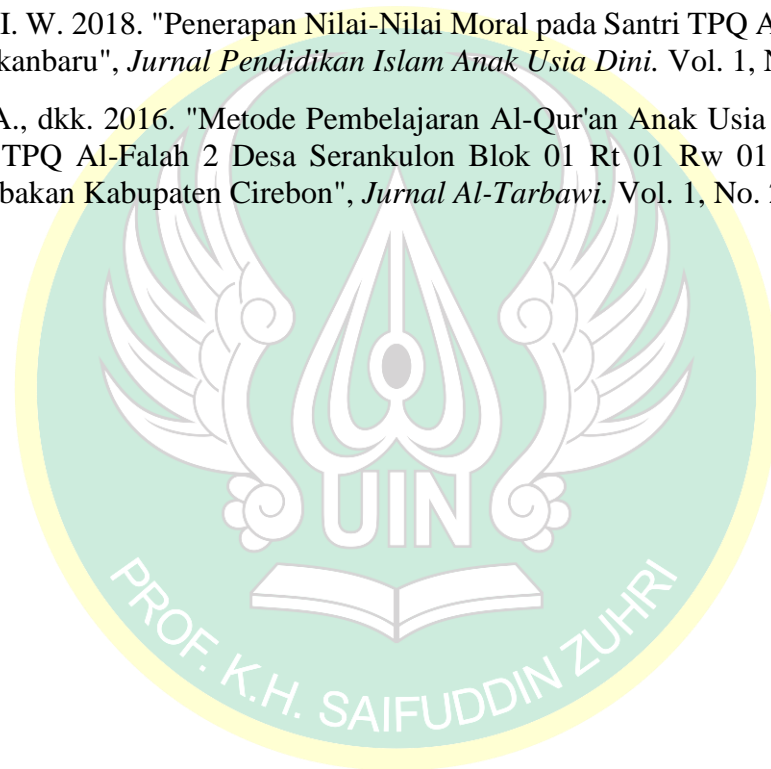 I. W. 2018. "Penerapan Nilai-Nilai Moral pada Santri TPQ A
kanbaru", Jurnal Pendidikan Islam Anak Usia Dini. Vol. 1, N
A., dkk. 2016. "Metode Pembelajaran Al-Qur'an Anak Usia
TPQ Al-Falah 2 Desa Serankulon Blok 01 Rt 01 Rw 01
bakan Kabupaten Cirebon", Jurnal Al-Tarbawi. Vol. 1, No. 2
UIN
PROF. K.H. SAIFUDDIN ZUHRI